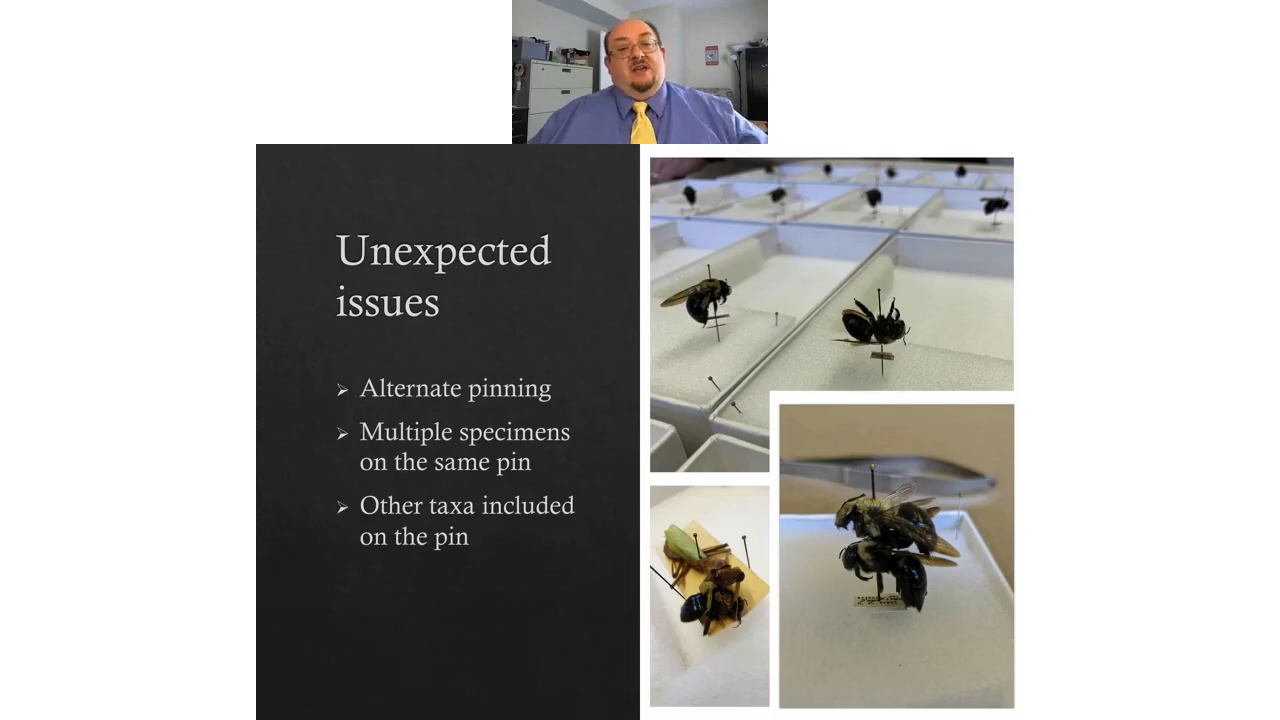 Unexpected
issues
Alternate pinning
Multiple specimens
on the same pin
Other taxa included
on the pin